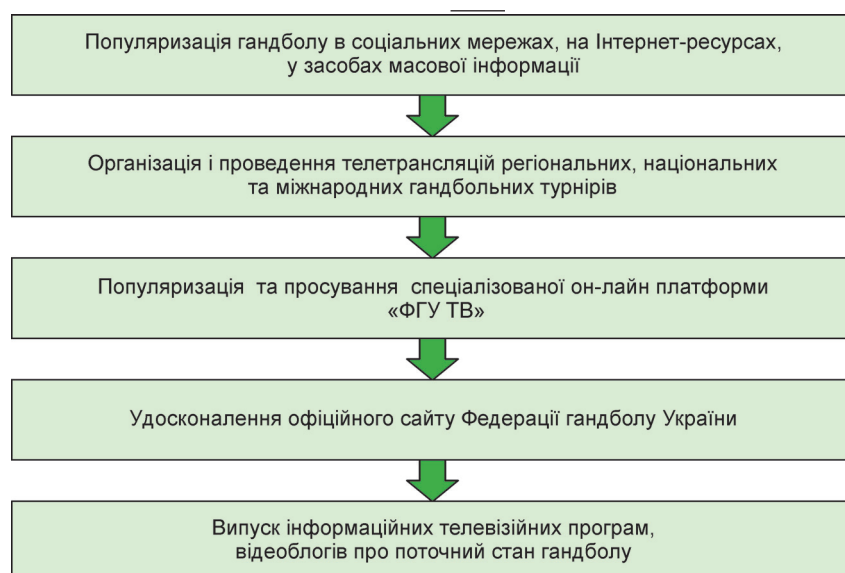 Популяризація гандболу в соціальних мережах, на Інтернет-ресурсах,
у засобах масової інформації
Організація і проведення телетрансляцій регіональних, національних
та міжнародних гандбольних турнірів
Популяризація та просування спеціалізованої он-лайн платформи
«ФГУ ТВ»
Удосконалення офіційного сайту Федерації гандболу України
Випуск інформаційних телевізійних програм,
відеоблогів про поточний стан гандболу